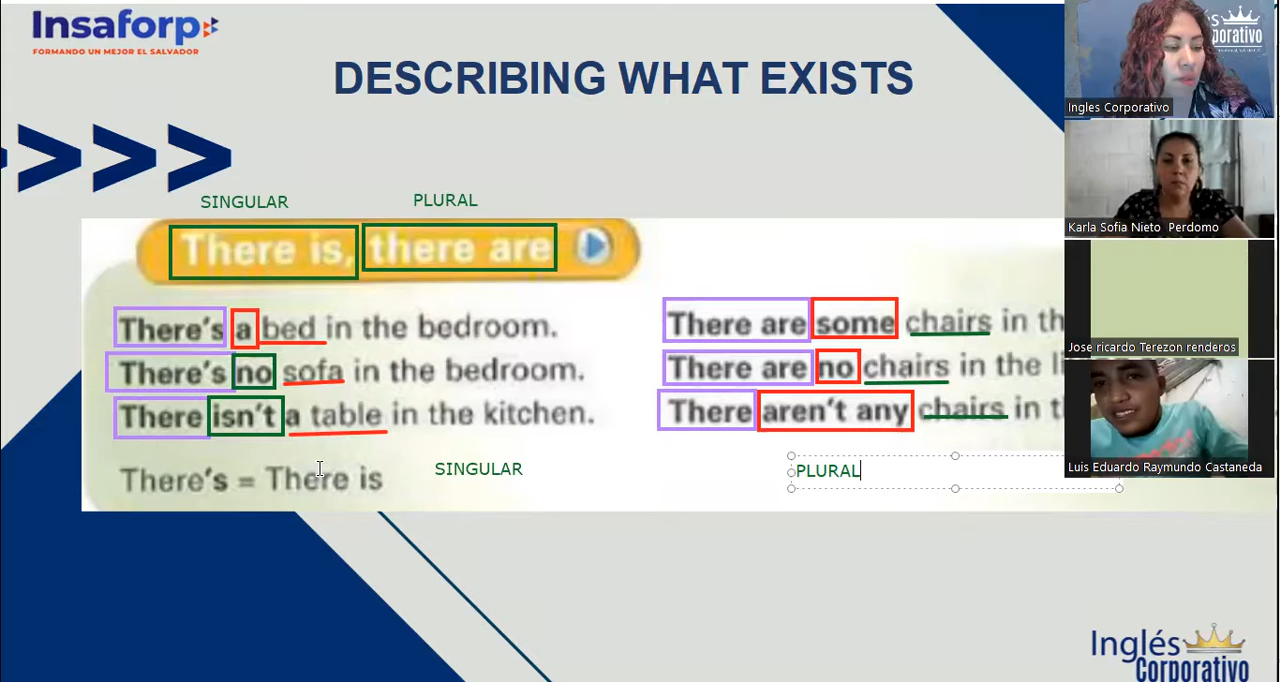 Insaforp
FORMANDO UN MEJOR EL SALVADOR
DESCRIBING WHAT EXISTS
SINGULAR
PLURAL
There is, there are
There's a bed in the bedroom.
There's no sofa in the bedroom.
There isn't a table in the kitchen.
There's = There is
SINGULAR
There are some chairs in th
There are no chairs in the li
There aren't any chairs in th
PLURAL
Ingles Corporativo
Karla Sofia Nieto Perdomo
Jose ricardo Terezon renderos
Luis Eduardo Raymundo Castaneda
Inglés
Corporativo